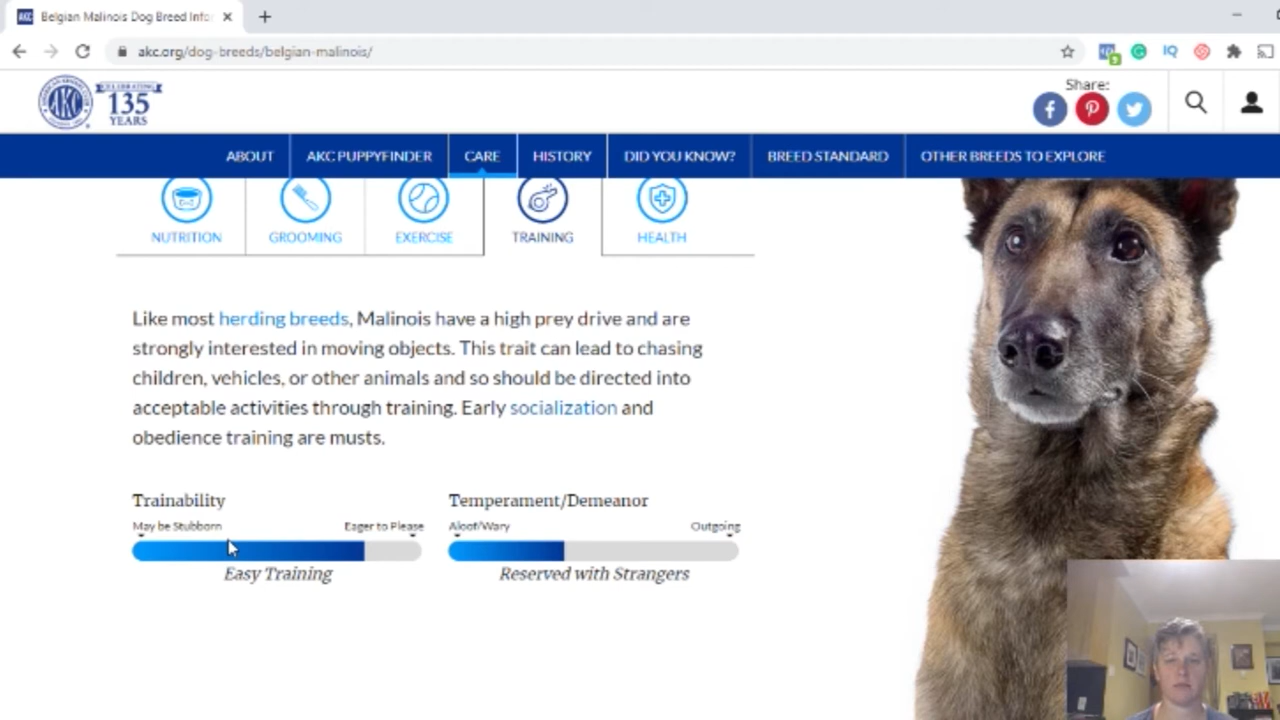 Belgian Malinois Dog Breed Infor
akc.org/dog-breeds/belgian-malinois/
9
IQ
AKC
CELEBRATING
135
YEARS
Share:
ABOUT
AKC PUPPYFINDER
CARE
HISTORY
DID YOU KNOW?
BREED STANDARD
OTHER BREEDS TO EXPLORE
NUTRITION
GROOMING
EXERCISE
TRAINING
HEALTH
Like most herding breeds, Malinois have a high prey drive and are
strongly interested in moving objects. This trait can lead to chasing
children, vehicles, or other animals and so should be directed into
acceptable activities through training. Early socialization and
obedience training are musts.
Trainability
May be Stubborn
Eager to Please
Easy Training
Temperament/Demeanor
Aloof/Wary
Outgoing
Reserved with Strangers